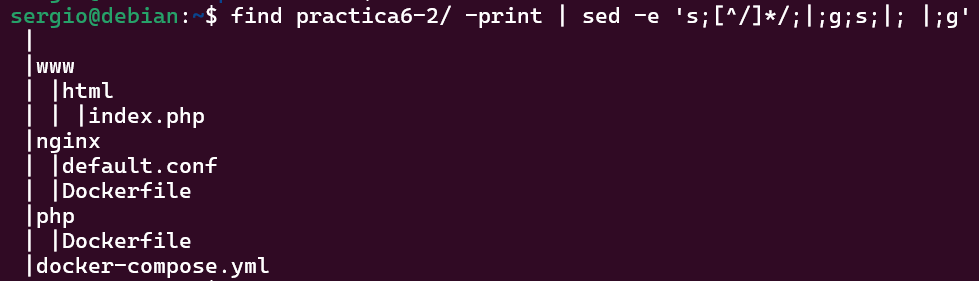 sergio@debian:~$ find practica6-2/ -print | sed -e 's;[^/]*/;|;g;s;|; |;g'
 |
 |www
 | |html
 | | |index.php
 |nginx
 | |default.conf
 | |Dockerfile
 |php
 | |Dockerfile
 |docker-compose.yml